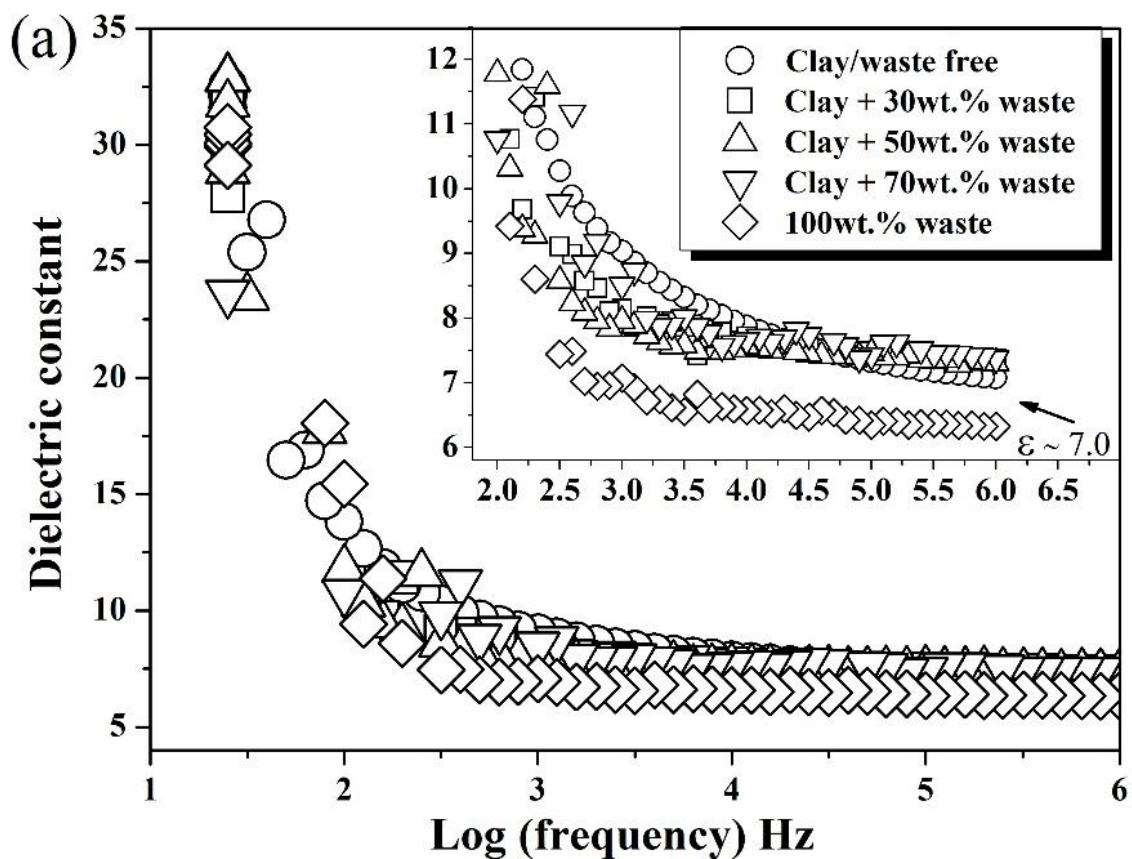 (a)
Dielectric constant
35
30
25
20
15
10
5
1 2 3 4 5 6
Log (frequency) Hz
12
11
10
9
8
7
6
2.0 2.5 3.0 3.5 4.0 4.5 5.0 5.5 6.0 6.5
Clay/waste free
Clay + 30wt.% waste
Clay + 50wt.% waste
Clay + 70wt.% waste
100wt.% waste
ε ~ 7.0